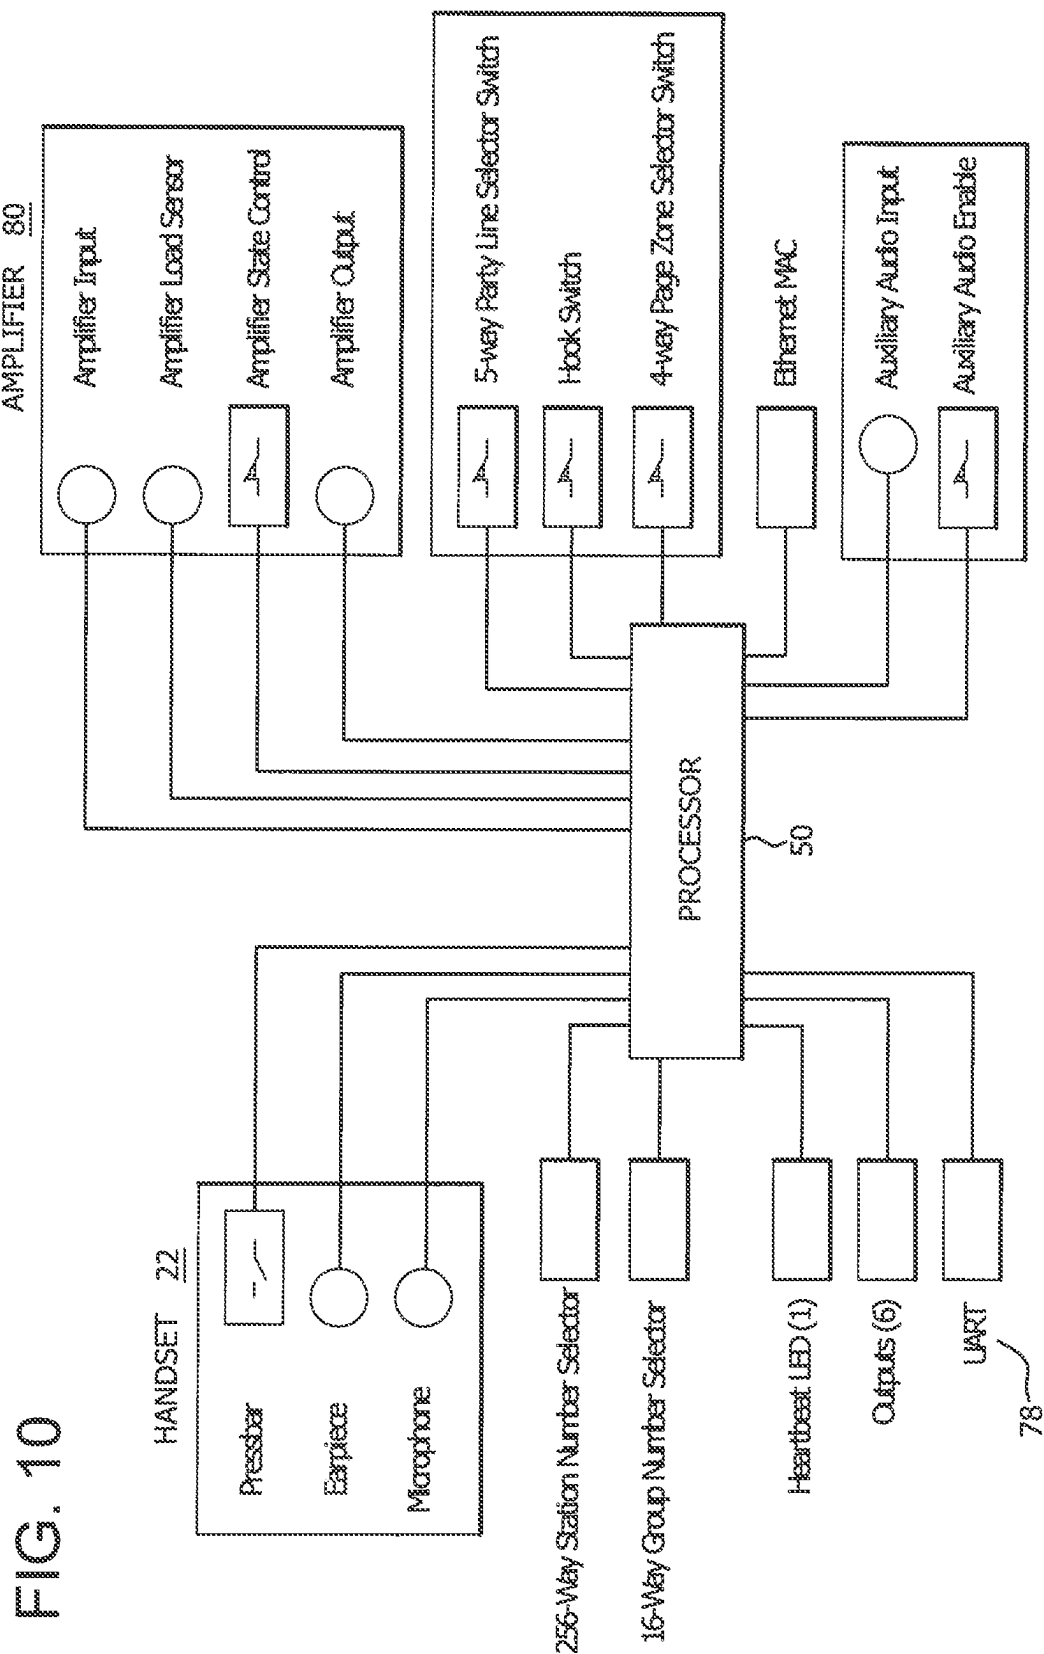 FIG. 10
HANDSET 22
Pressbar
Earpiece
Microphone
256-Way Station Number Selector
16-Way Group Number Selector
Heartbeat LED (1)
Outputs (6)
UART
78
PROCESSOR
50
AMPLIFIER 80
Amplifier Input
Amplifier Load Sensor
Amplifier State Control
Amplifier Output
5-way Party Line Selector Switch
Hook Switch
4-way Page Zone Selector Switch
Ethernet MAC
Auxiliary Audio Input
Auxiliary Audio Enable